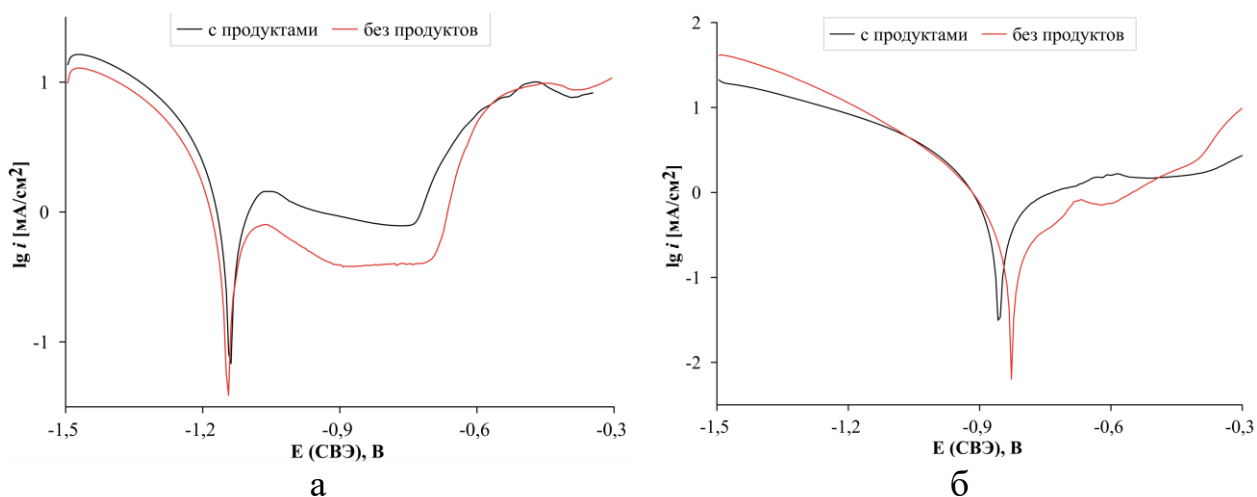 с продуктами без продуктов
1
0
-1
lg i [мА/см²]
-1,5 -1,2 -0,9 -0,6 -0,3
E (СВЭ), В
а
с продуктами без продуктов
2
1
0
-1
-2
lg i [мА/см²]
-1,5 -1,2 -0,9 -0,6 -0,3
E (СВЭ), В
б